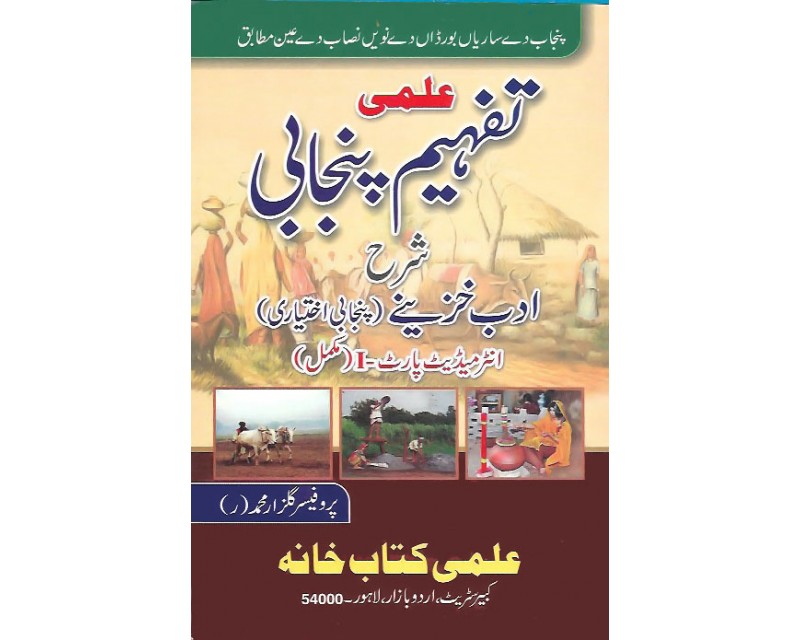 پنجاب دے ساریاں بورڈاں دے نویں نصاب دے عین مطابق
علمی
تفہیم پنجابی
شرح
ادب خزینے (پنجابی اختیاری)
انٹرمیڈیٹ پارٹ-I (مکمل)
پروفیسر گلزار محمد (ر)
علمی کتاب خانہ
کبیر سٹریٹ، اردو بازار، لاہور۔54000